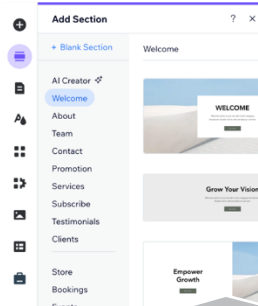 Add Section
?
×
+ Blank Section
Welcome
AI Creator
Welcome
About
Team
Contact
Promotion
Services
Subscribe
Testimonials
Clients
Store
Bookings
WELCOME
Grow Your Vision
Empower
Growth